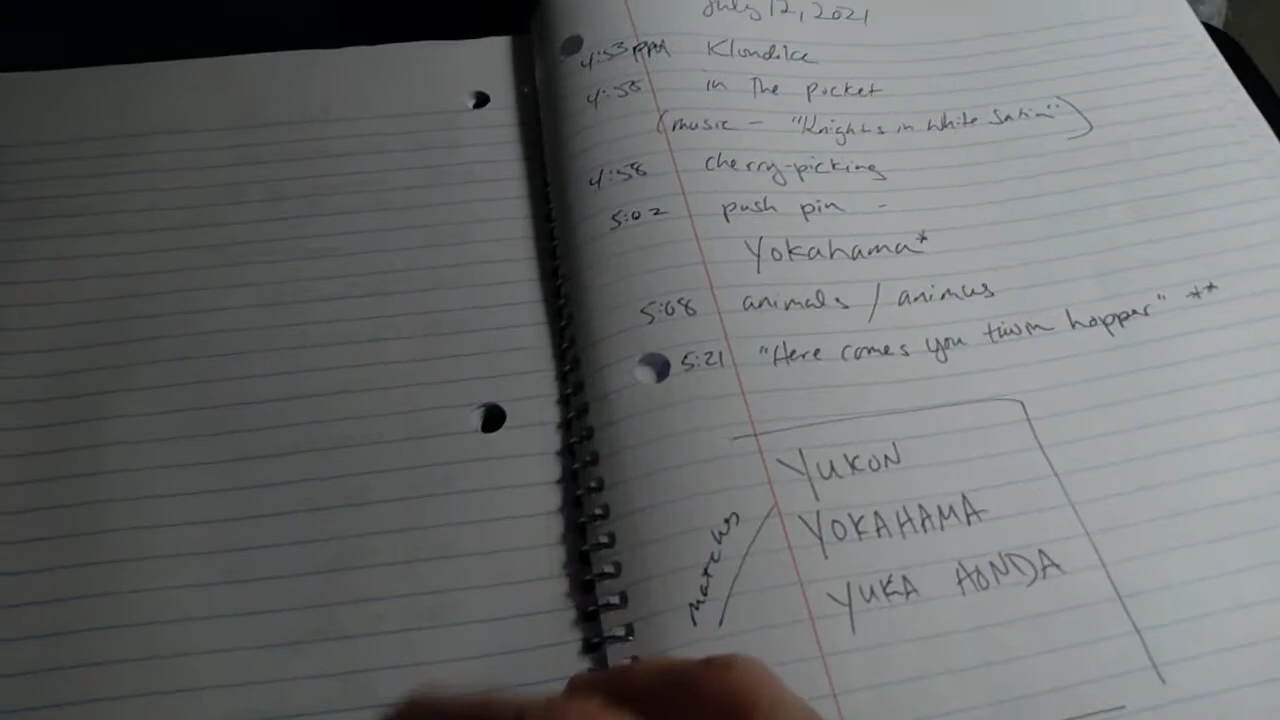 July 12, 2021
4:53 PM Klondike
4:55 in the pocket
(music - "Knights in White Satin")
4:58 cherry-picking
5:02 push pin -
Yokahama*
5:08 animals / animus
5:21 "Here comes you twin hopper" **
YUKON
YOKAHAMA
YUKA HONDA
matches